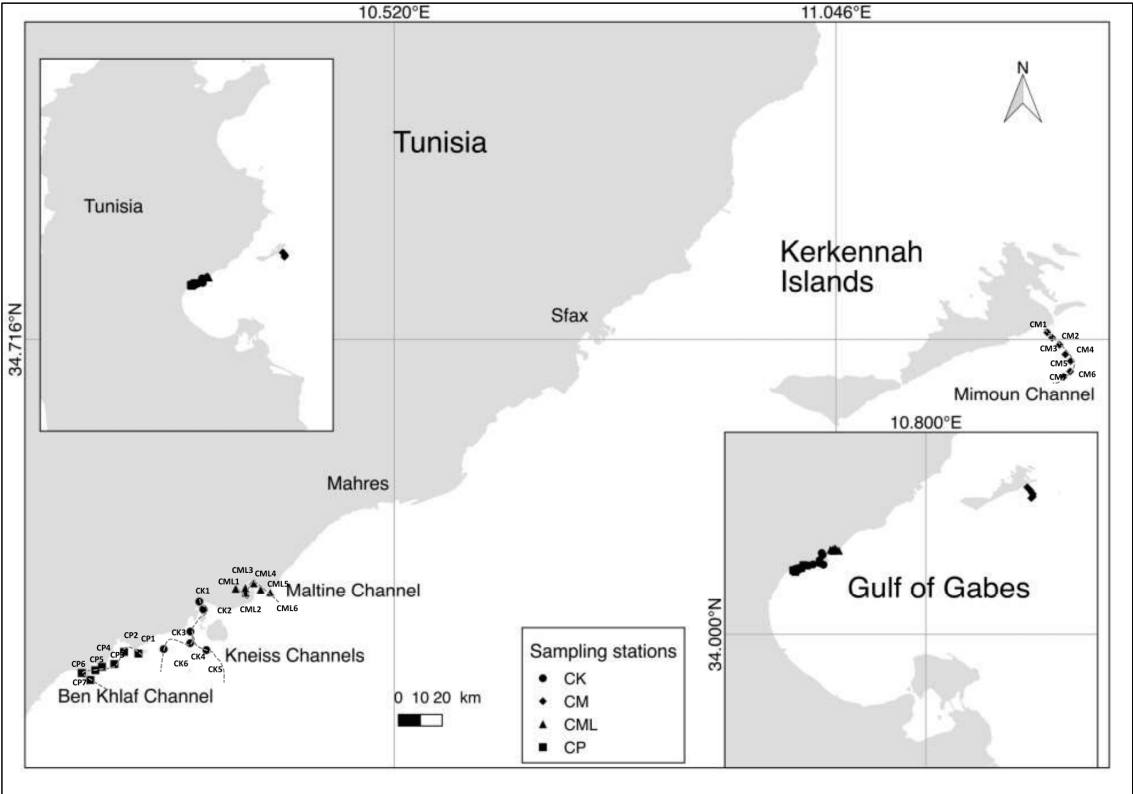 10.520°E
11.046°E
N
Tunisia
Tunisia
Kerkennah
Islands
34.716°N
Sfax
CM1
CM2
CM3
CM4
CM5
CM6
Mimoun Channel
10.800°E
Mahres
CML3
CML4
CML1
CML5
Maltine Channel
CK1
CK2
CML2
CML6
Gulf of Gabes
34.000°N
CK3
CP2
CP1
CP4
CK4
Kneiss Channels
CP6
CP5
CK6
CK5
CP7
Ben Khlaf Channel
0 10 20 km
Sampling stations
CK
CM
CML
CP